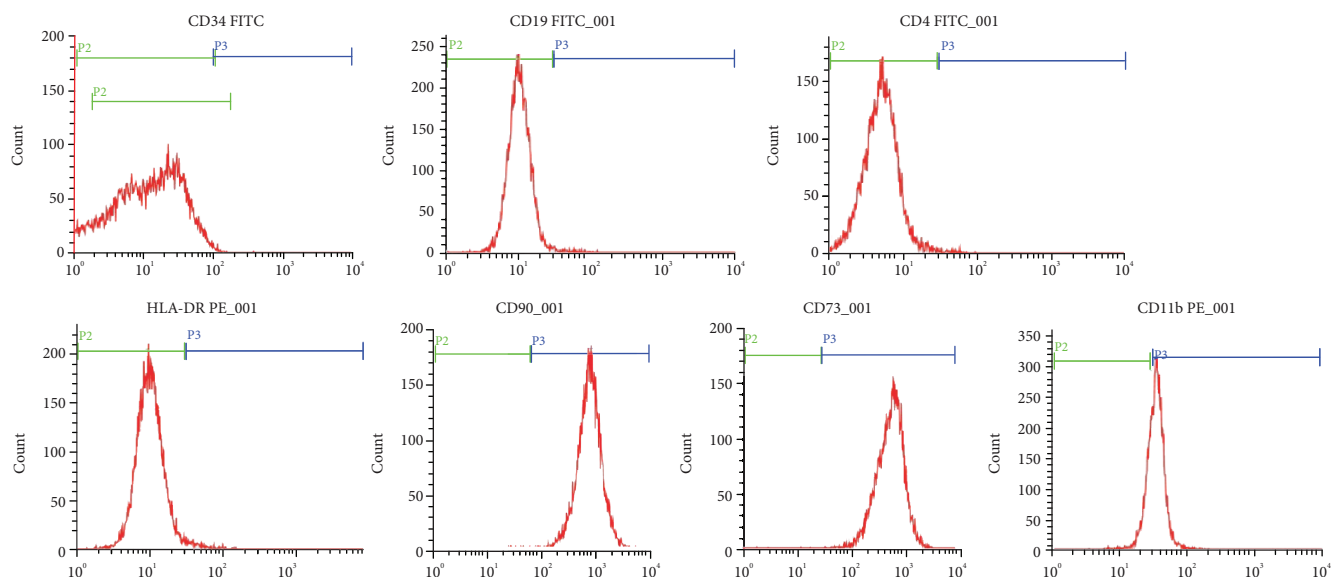 CD34 FITC
200
150
100
50
0
Count
P2
P3
P2
10^0
10^1
10^2
10^3
10^4
CD19 FITC_001
250
200
150
100
50
0
Count
P2
P3
10^0
10^1
10^2
10^3
10^4
CD4 FITC_001
150
100
50
0
Count
P2
P3
10^0
10^1
10^2
10^3
10^4
HLA-DR PE_001
200
150
100
50
0
Count
P2
P3
10^0
10^1
10^2
10^3
CD90_001
200
150
100
50
0
Count
P2
P3
10^0
10^1
10^2
10^3
10^4
CD73_001
200
150
100
50
0
Count
P2
P3
10^0
10^1
10^2
10^3
10^4
CD11b PE_001
350
300
250
200
150
100
50
0
Count
P2
P3
10^0
10^1
10^2
10^3
10^4